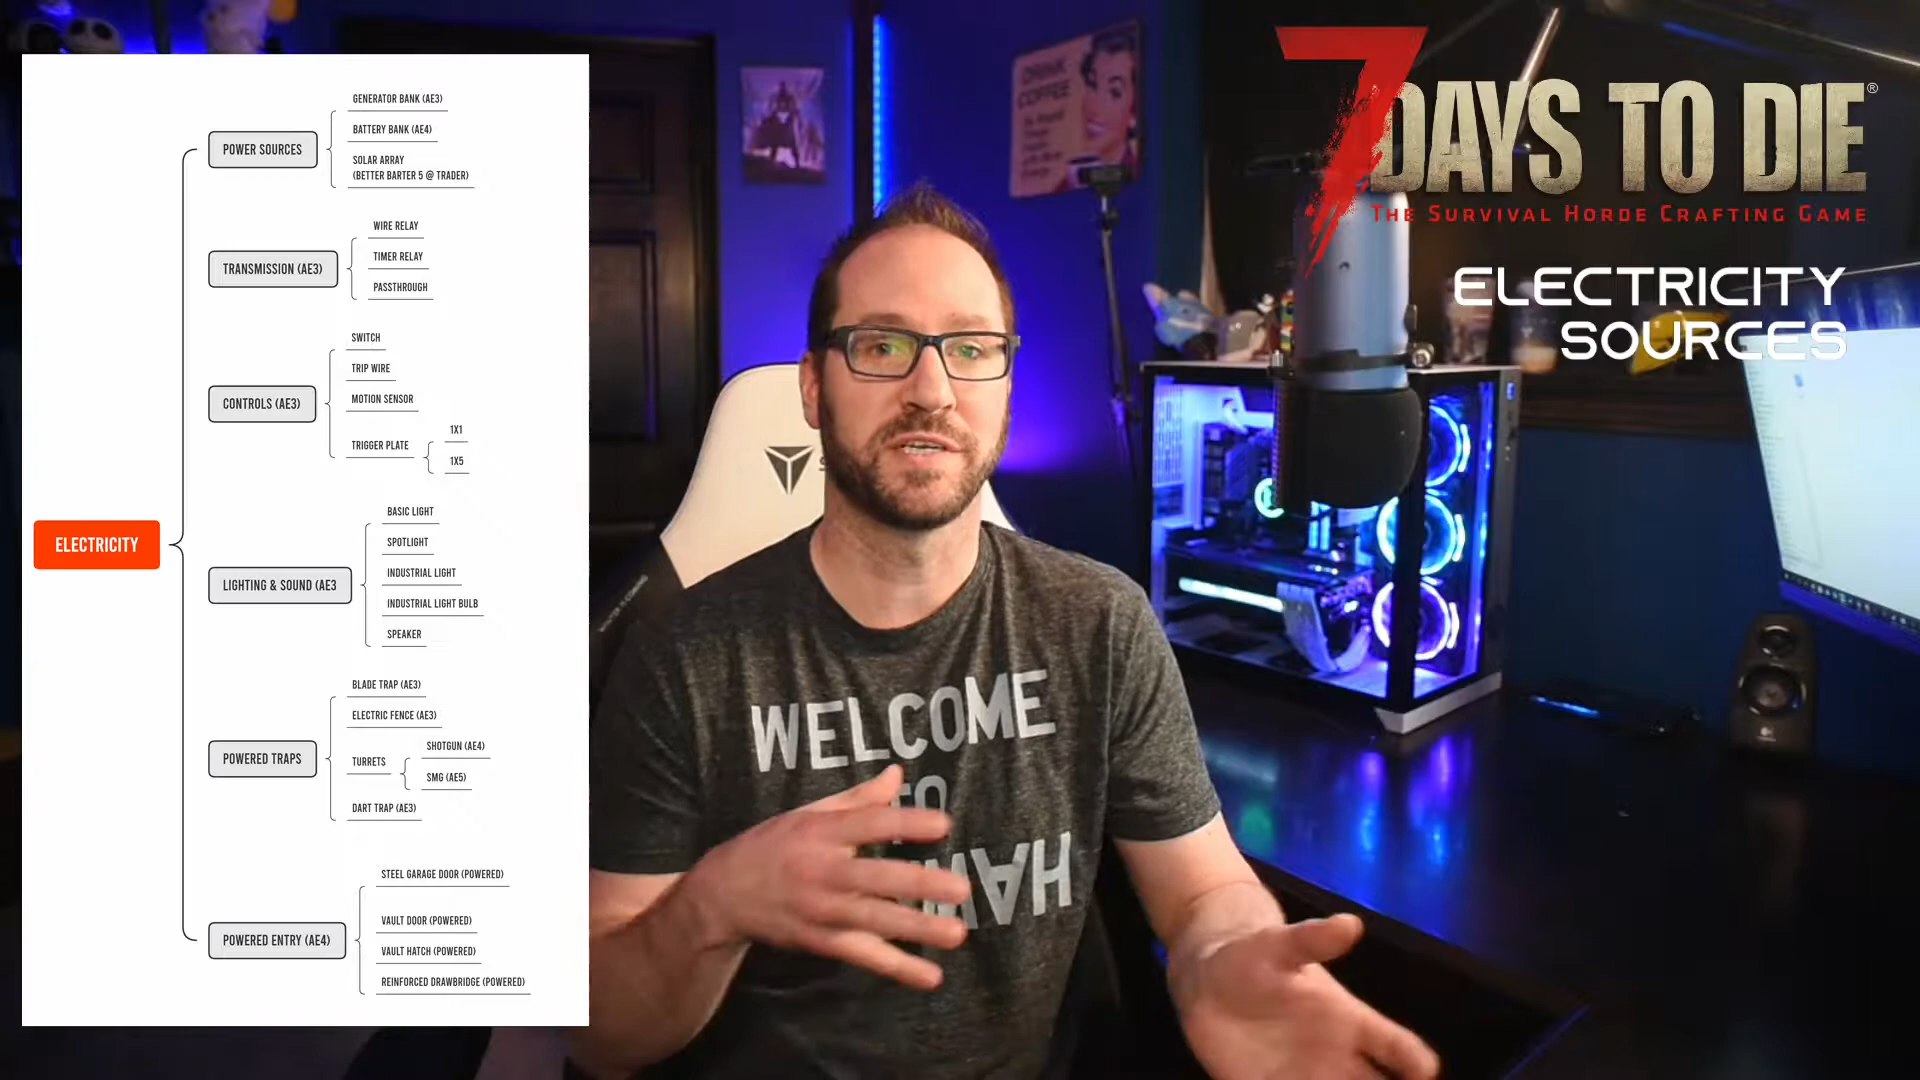 ELECTRICITY
POWER SOURCES
GENERATOR BANK (AE3)
BATTERY BANK (AE4)
SOLAR ARRAY
(BETTER BARTER 5 @ TRADER)
TRANSMISSION (AE3)
WIRE RELAY
TIMER RELAY
PASSTHROUGH
CONTROLS (AE3)
SWITCH
TRIP WIRE
MOTION SENSOR
TRIGGER PLATE
1X1
1X5
LIGHTING & SOUND (AE3
BASIC LIGHT
SPOTLIGHT
INDUSTRIAL LIGHT
INDUSTRIAL LIGHT BULB
SPEAKER
POWERED TRAPS
BLADE TRAP (AE3)
ELECTRIC FENCE (AE3)
TURRETS
SHOTGUN (AE4)
SMG (AE5)
DART TRAP (AE3)
POWERED ENTRY (AE4)
STEEL GARAGE DOOR (POWERED)
VAULT DOOR (POWERED)
VAULT HATCH (POWERED)
REINFORCED DRAWBRIDGE (POWERED)
DRINK
COFFEE
7 DAYS TO DIE®
THE SURVIVAL HORDE CRAFTING GAME
ELECTRICITY
SOURCES
WELCOME
TO